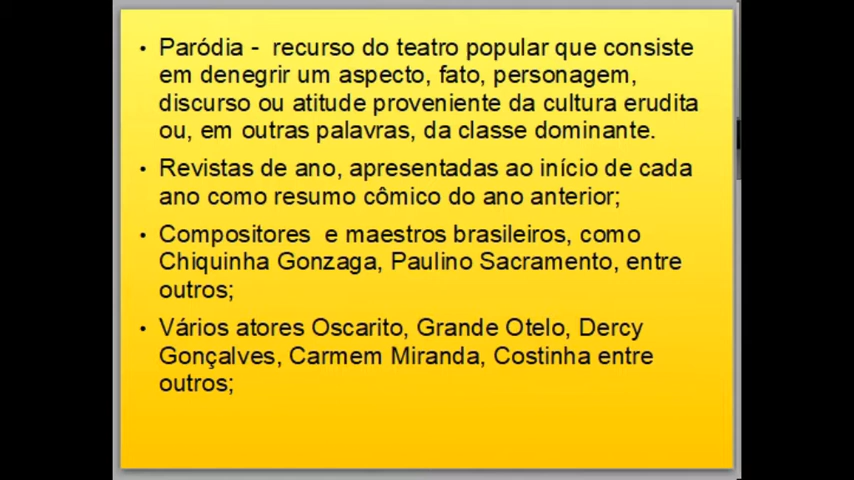 • Paródia - recurso do teatro popular que consiste
em denegrir um aspecto, fato, personagem,
discurso ou atitude proveniente da cultura erudita
ou, em outras palavras, da classe dominante.
• Revistas de ano, apresentadas ao início de cada
ano como resumo cômico do ano anterior;
• Compositores e maestros brasileiros, como
Chiquinha Gonzaga, Paulino Sacramento, entre
outros;
• Vários atores Oscarito, Grande Otelo, Dercy
Gonçalves, Carmem Miranda, Costinha entre
outros;